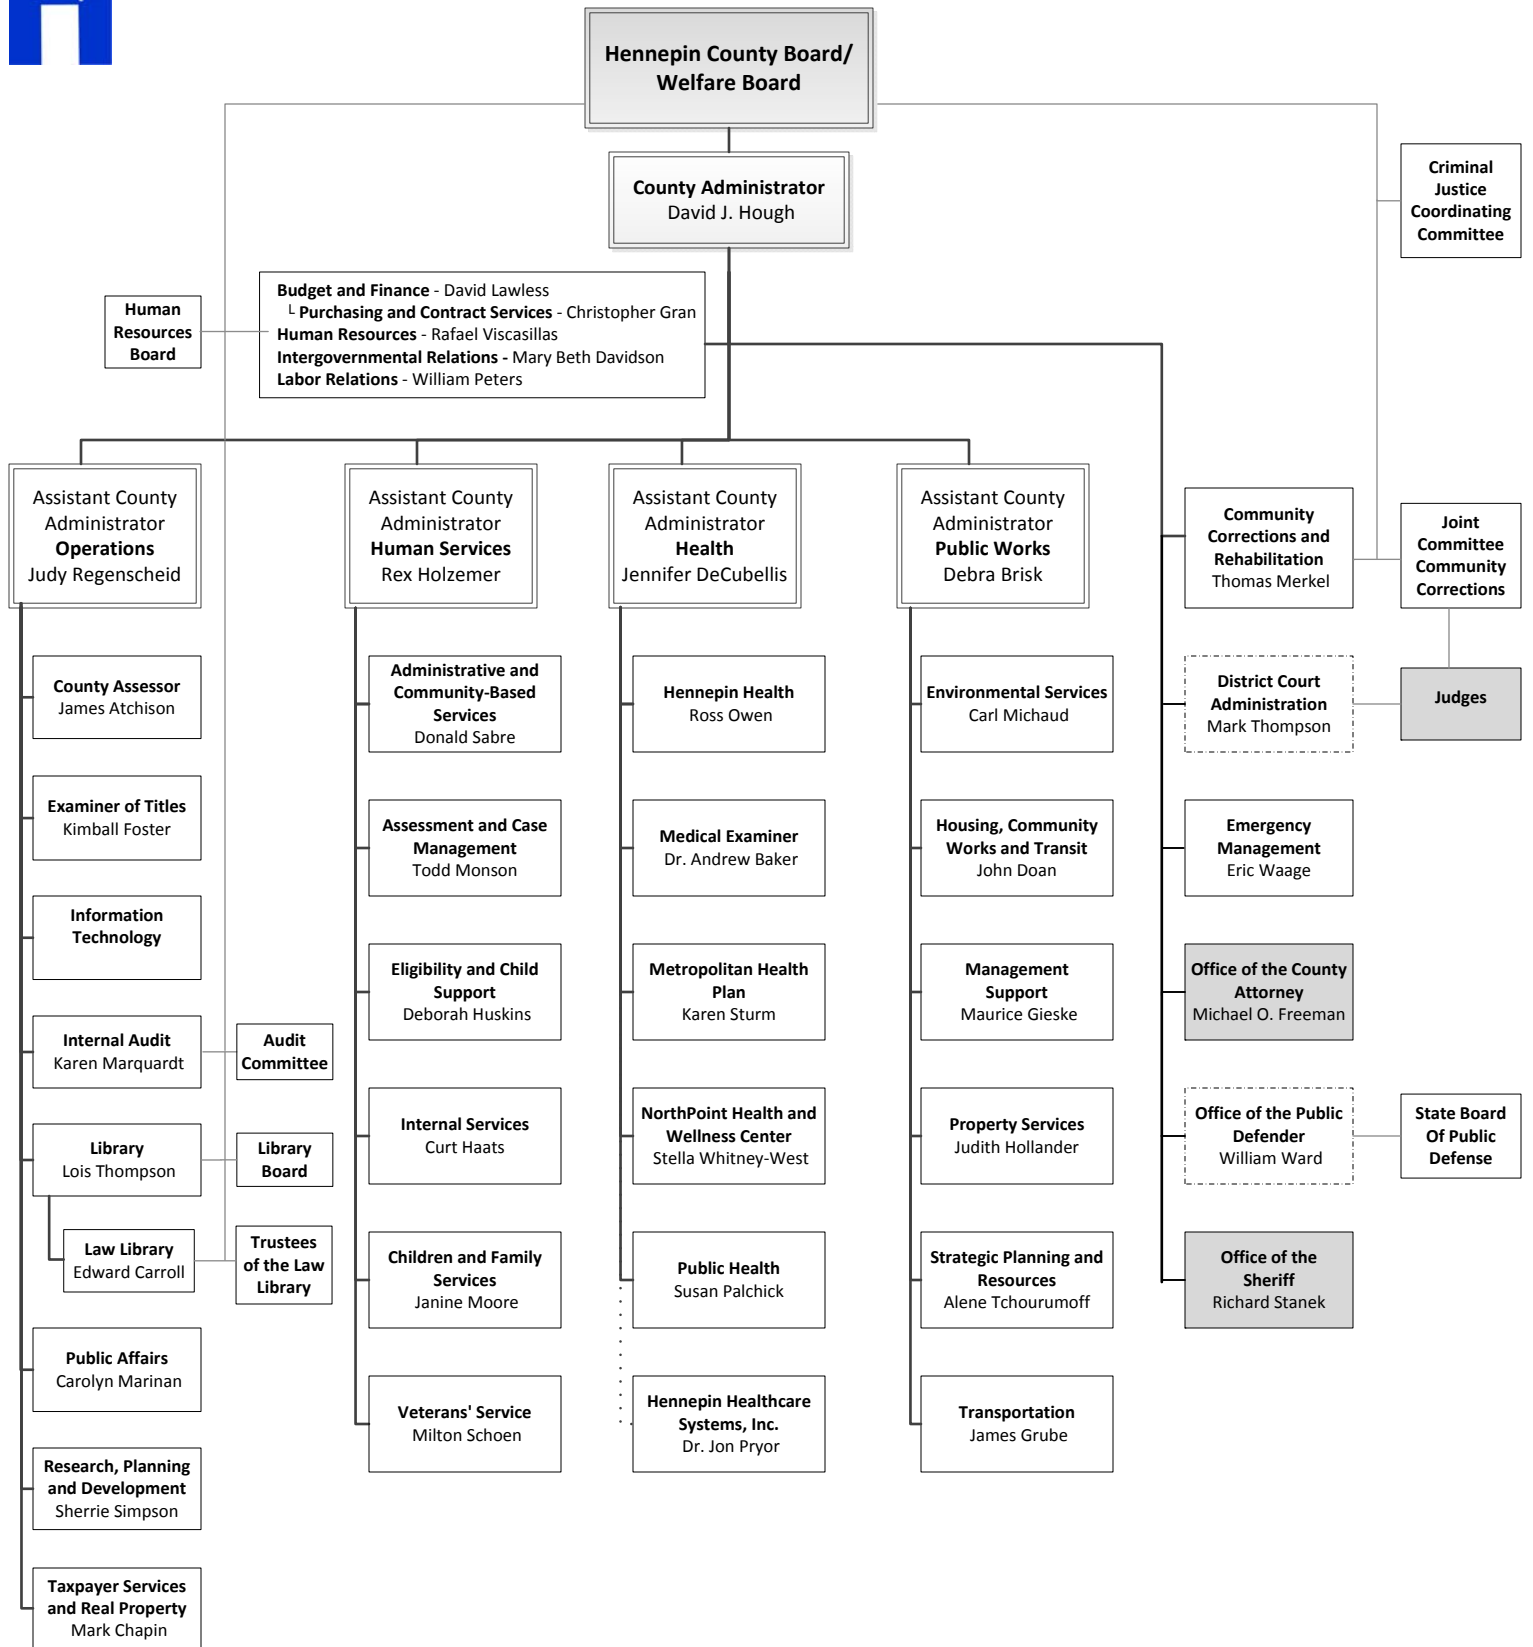 Hennepin County Board/
Welfare Board
County Administrator
David J. Hough
Criminal
Justice
Coordinating
Committee
Human
Resources
Board
Budget and Finance - David Lawless
└ Purchasing and Contract Services - Christopher Gran
Human Resources - Rafael Viscasillas
Intergovernmental Relations - Mary Beth Davidson
Labor Relations - William Peters
Assistant County
Administrator
Operations
Judy Regenscheid
Assistant County
Administrator
Human Services
Rex Holzemer
Assistant County
Administrator
Health
Jennifer DeCubellis
Assistant County
Administrator
Public Works
Debra Brisk
Community
Corrections and
Rehabilitation
Thomas Merkel
Joint
Committee
Community
Corrections
County Assessor
James Atchison
Administrative and
Community-Based
Services
Donald Sabre
Hennepin Health
Ross Owen
Environmental Services
Carl Michaud
District Court
Administration
Mark Thompson
Judges
Examiner of Titles
Kimball Foster
Assessment and Case
Management
Todd Monson
Medical Examiner
Dr. Andrew Baker
Housing, Community
Works and Transit
John Doan
Emergency
Management
Eric Waage
Information
Technology
Eligibility and Child
Support
Deborah Huskins
Metropolitan Health
Plan
Karen Sturm
Management
Support
Maurice Gieske
Office of the County
Attorney
Michael O. Freeman
Internal Audit
Karen Marquardt
Audit
Committee
Library
Lois Thompson
Library
Board
Internal Services
Curt Haats
NorthPoint Health and
Wellness Center
Stella Whitney-West
Property Services
Judith Hollander
Office of the Public
Defender
William Ward
State Board
Of Public
Defense
Law Library
Edward Carroll
Trustees
of the Law
Library
Children and Family
Services
Janine Moore
Public Health
Susan Palchick
Strategic Planning and
Resources
Alene Tchourumoff
Office of the
Sheriff
Richard Stanek
Public Affairs
Carolyn Marinan
Veterans' Service
Milton Schoen
Hennepin Healthcare
Systems, Inc.
Dr. Jon Pryor
Transportation
James Grube
Research, Planning
and Development
Sherrie Simpson
Taxpayer Services
and Real Property
Mark Chapin